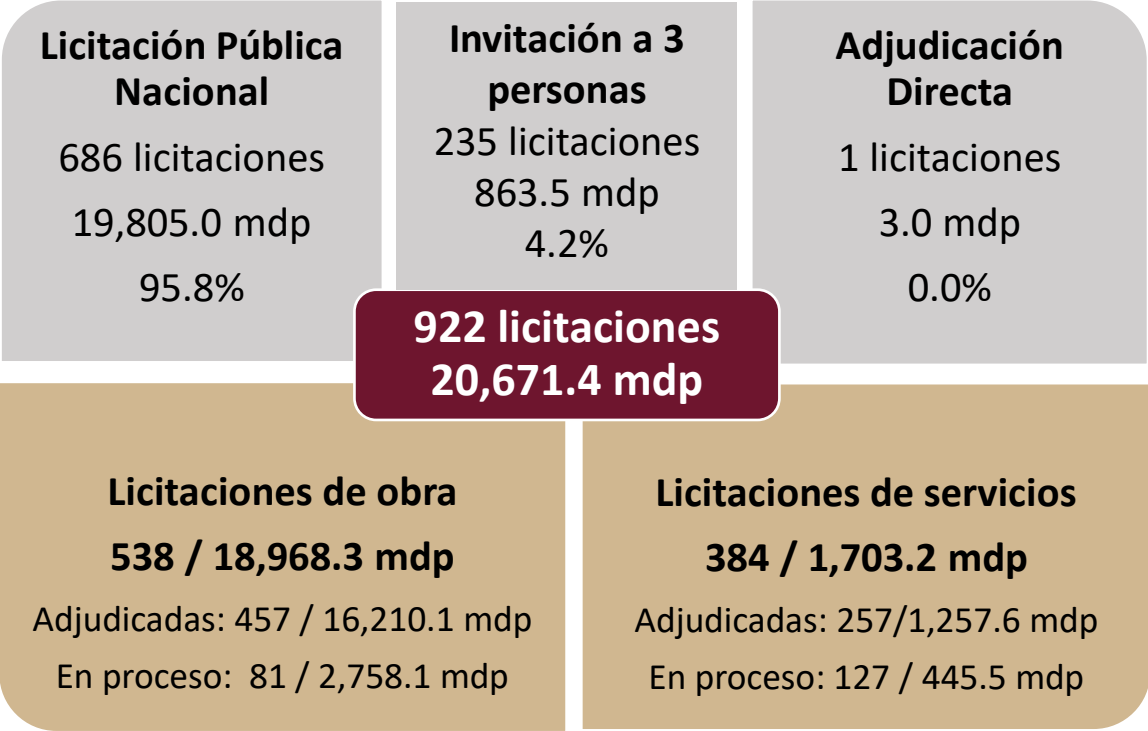 Licitación Pública
Nacional
686 licitaciones
19,805.0 mdp
95.8%
Invitación a 3
personas
235 licitaciones
863.5 mdp
4.2%
Adjudicación
Directa
1 licitaciones
3.0 mdp
0.0%
922 licitaciones
20,671.4 mdp
Licitaciones de obra
538 / 18,968.3 mdp
Adjudicadas: 457 / 16,210.1 mdp
En proceso: 81 / 2,758.1 mdp
Licitaciones de servicios
384 / 1,703.2 mdp
Adjudicadas: 257/1,257.6 mdp
En proceso: 127 / 445.5 mdp